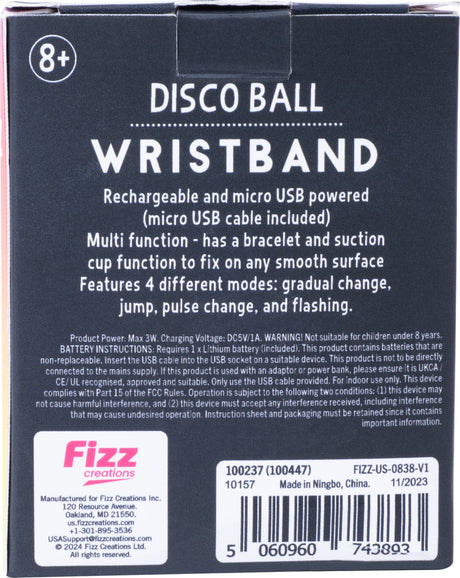 8+
DISCO BALL
WRISTBAND
Rechargeable and micro USB powered
(micro USB cable included)
Multi function - has a bracelet and suction
cup function to fix on any smooth surface
Features 4 different modes: gradual change,
jump, pulse change, and flashing.
Product Power: Max 3W. Charging Voltage: DC5V/1A. WARNING! Not suitable for children under 8 years.
BATTERY INSTRUCTIONS: Requires 1 x Lithium battery (included). This product contains batteries that are
non-replaceable. Insert the USB cable into the USB socket on a suitable device. This product is not to be directly
connected to the mains supply. If this product is used with an adaptor or power bank, please ensure it is UKCA /
CE/ UL recognised, approved and suitable. Only use the USB cable provided. For indoor use only. This device
complies with Part 15 of the FCC Rules. Operation is subject to the following two conditions: (1) this device may
not cause harmful interference, and (2) this device must accept any interference received, including interference
that may cause undesired operation. Instruction sheet and packaging must be retained since it contains
important information.
Fizz
creations
Manufactured for Fizz Creations Inc.
120 Resource Avenue.
Oakland, MD 21550.
us.fizzcreations.com
+1-301-895-3536
USASupport@fizzcreations.com
© 2024 Fizz Creations Ltd.
All rights reserved.
100237 (100447) FIZZ-US-0838-V1
10157 Made in Ningbo, China. 11/2023
5 060960 743893